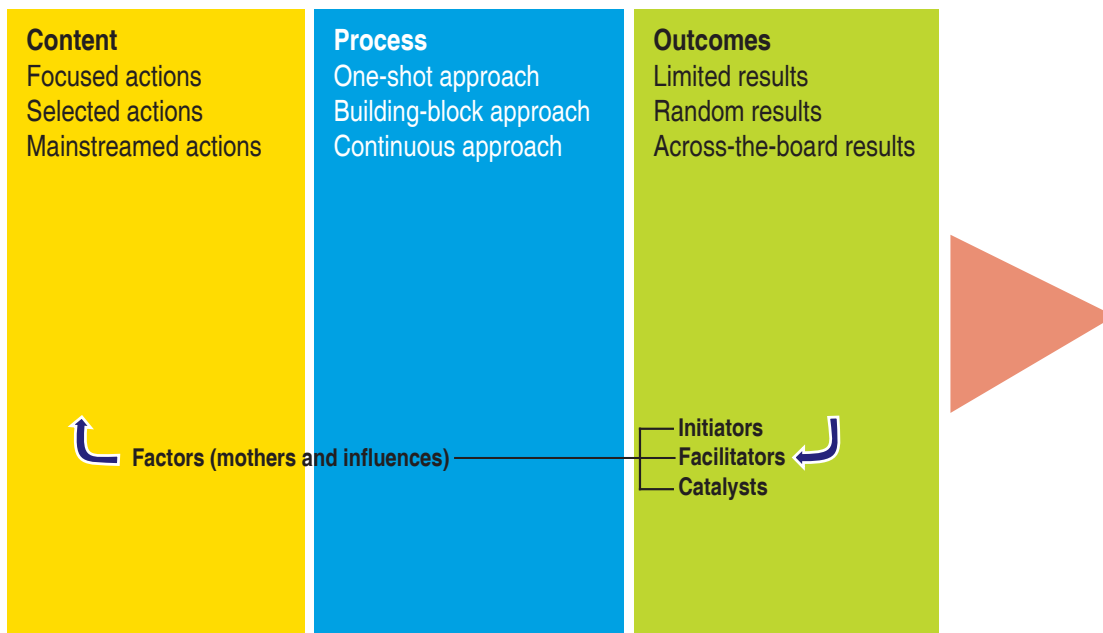 Content
Focused actions
Selected actions
Mainstreamed actions
Process
One-shot approach
Building-block approach
Continuous approach
Outcomes
Limited results
Random results
Across-the-board results
Factors (mothers and influences)
Initiators
Facilitators
Catalysts